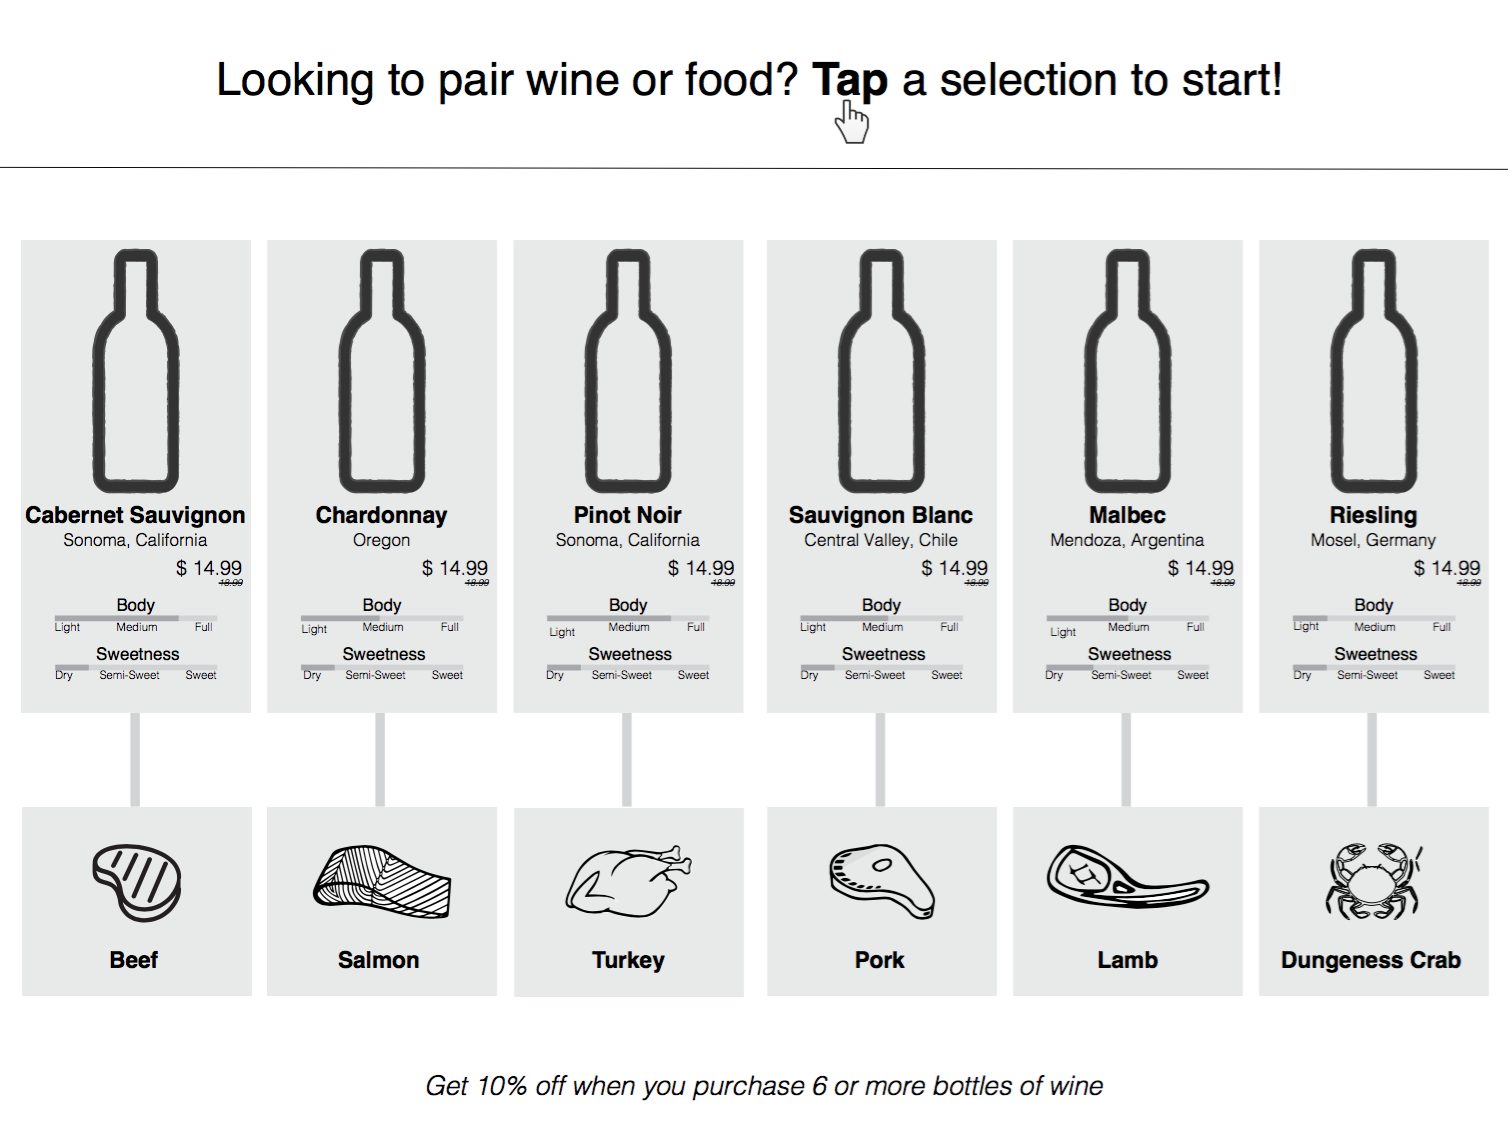 Looking to pair wine or food? Tap a selection to start!
Cabernet Sauvignon
Sonoma, California
$ 14.99
18.99
Body
Light Medium Full
Sweetness
Dry Semi-Sweet Sweet
Chardonnay
Oregon
$ 14.99
18.99
Body
Light Medium Full
Sweetness
Dry Semi-Sweet Sweet
Pinot Noir
Sonoma, California
$ 14.99
18.99
Body
Light Medium Full
Sweetness
Dry Semi-Sweet Sweet
Sauvignon Blanc
Central Valley, Chile
$ 14.99
18.99
Body
Light Medium Full
Sweetness
Dry Semi-Sweet Sweet
Malbec
Mendoza, Argentina
$ 14.99
18.99
Body
Light Medium Full
Sweetness
Dry Semi-Sweet Sweet
Riesling
Mosel, Germany
$ 14.99
18.99
Body
Light Medium Full
Sweetness
Dry Semi-Sweet Sweet
Beef
Salmon
Turkey
Pork
Lamb
Dungeness Crab
Get 10% off when you purchase 6 or more bottles of wine